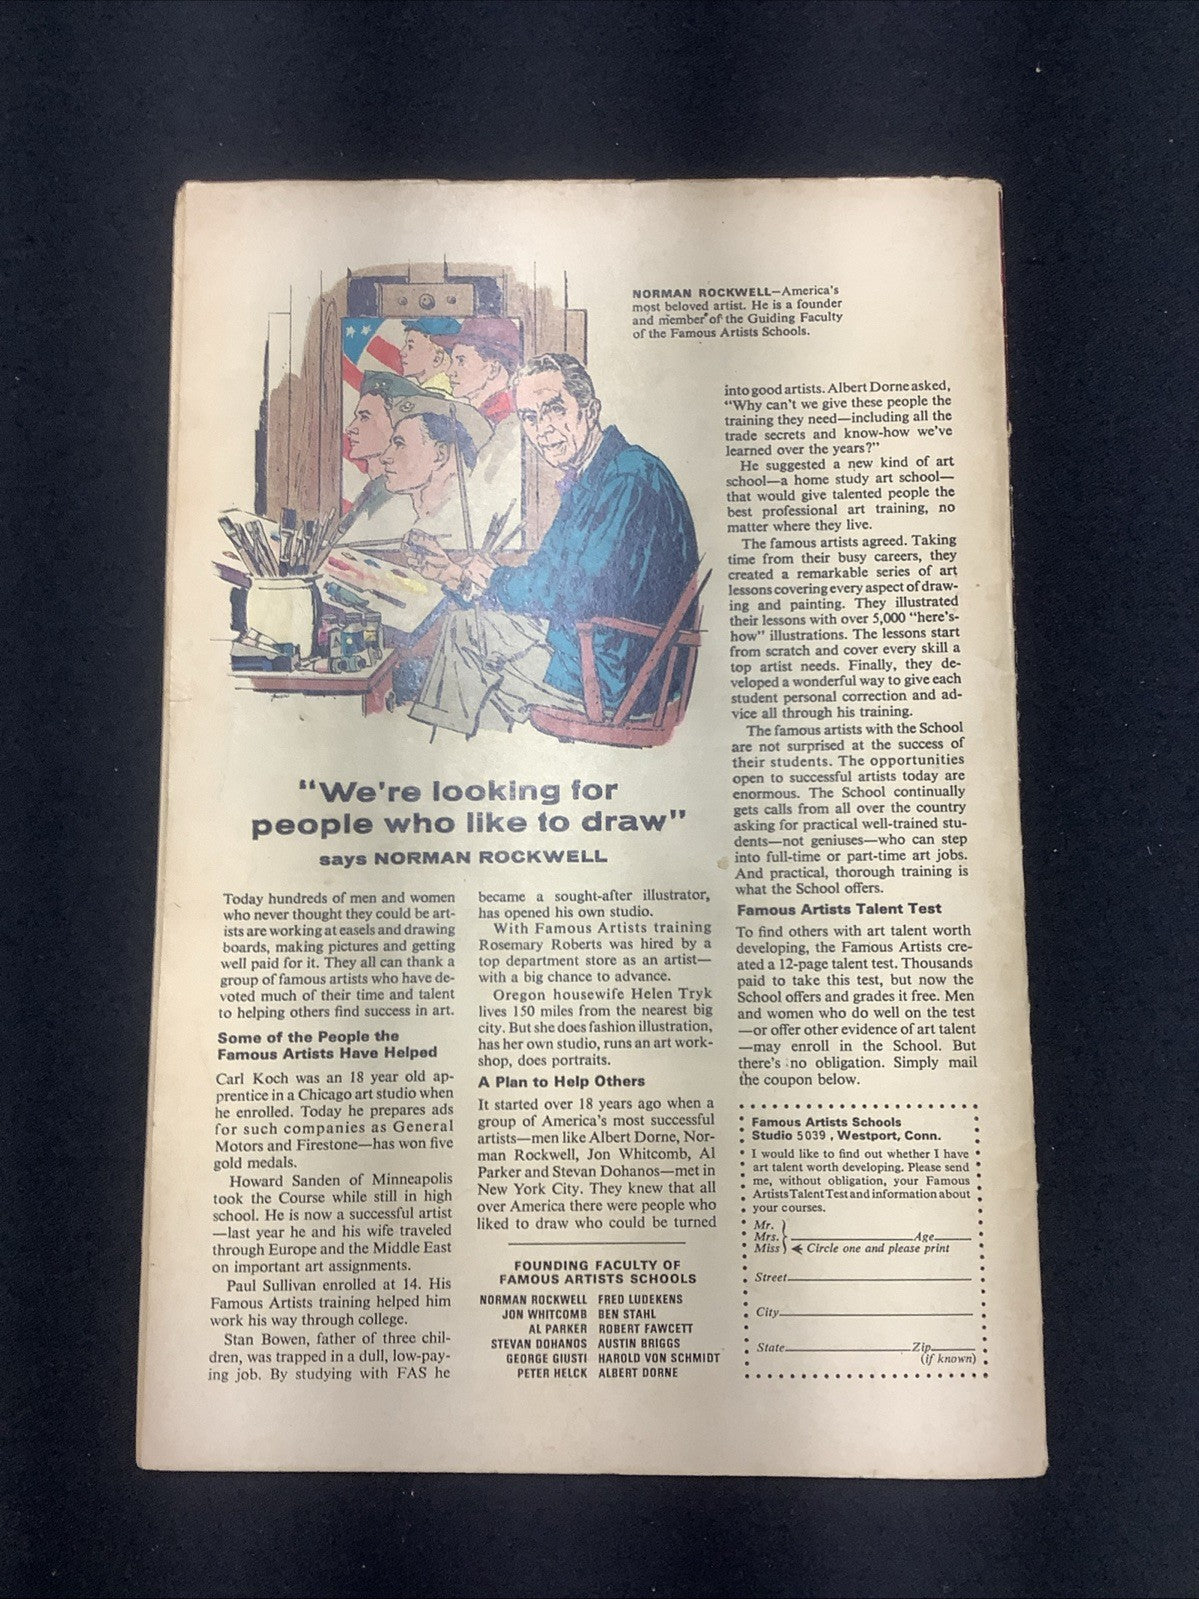 NORMAN ROCKWELL—America's
most beloved artist. He is a founder
and member of the Guiding Faculty
of the Famous Artists Schools.
"We're looking for
people who like to draw"
says NORMAN ROCKWELL
Today hundreds of men and women
who never thought they could be art-
ists are working at easels and drawing
boards, making pictures and getting
well paid for it. They all can thank a
group of famous artists who have de-
voted much of their time and talent
to helping others find success in art.
Some of the People the
Famous Artists Have Helped
Carl Koch was an 18 year old ap-
prentice in a Chicago art studio when
he enrolled. Today he prepares ads
for such companies as General
Motors and Firestone—has won five
gold medals.
Howard Sanden of Minneapolis
took the Course while still in high
school. He is now a successful artist
—last year he and his wife traveled
through Europe and the Middle East
on important art assignments.
Paul Sullivan enrolled at 14. His
Famous Artists training helped him
work his way through college.
Stan Bowen, father of three chil-
dren, was trapped in a dull, low-pay-
ing job. By studying with FAS he
became a sought-after illustrator,
has opened his own studio.
With Famous Artists training
Rosemary Roberts was hired by a
top department store as an artist—
with a big chance to advance.
Oregon housewife Helen Tryk
lives 150 miles from the nearest big
city. But she does fashion illustration,
has her own studio, runs an art work-
shop, does portraits.
A Plan to Help Others
It started over 18 years ago when a
group of America's most successful
artists—men like Albert Dorne, Nor-
man Rockwell, Jon Whitcomb, Al
Parker and Stevan Dohanos—met in
New York City. They knew that all
over America there were people who
liked to draw who could be turned
FOUNDING FACULTY OF
FAMOUS ARTISTS SCHOOLS
NORMAN ROCKWELL FRED LUDEKENS
JON WHITCOMB BEN STAHL
AL PARKER ROBERT FAWCETT
STEVAN DOHANOS AUSTIN BRIGGS
GEORGE GIUSTI HAROLD VON SCHMIDT
PETER HELCK ALBERT DORNE
into good artists. Albert Dorne asked,
"Why can't we give these people the
training they need—including all the
trade secrets and know-how we've
learned over the years?"
He suggested a new kind of art
school—a home study art school—
that would give talented people the
best professional art training, no
matter where they live.
The famous artists agreed. Taking
time from their busy careers, they
created a remarkable series of art
lessons covering every aspect of draw-
ing and painting. They illustrated
their lessons with over 5,000 "here's-
how" illustrations. The lessons start
from scratch and cover every skill a
top artist needs. Finally, they de-
veloped a wonderful way to give each
student personal correction and ad-
vice all through his training.
The famous artists with the School
are not surprised at the success of
their students. The opportunities
open to successful artists today are
enormous. The School continually
gets calls from all over the country
asking for practical well-trained stu-
dents—not geniuses—who can step
into full-time or part-time art jobs.
And practical, thorough training is
what the School offers.
Famous Artists Talent Test
To find others with art talent worth
developing, the Famous Artists cre-
ated a 12-page talent test. Thousands
paid to take this test, but now the
School offers and grades it free. Men
and women who do well on the test
—or offer other evidence of art talent
—may enroll in the School. But
there's no obligation. Simply mail
the coupon below.
Famous Artists Schools
Studio 5039, Westport, Conn.
I would like to find out whether I have
art talent worth developing. Please send
me, without obligation, your Famous
Artists Talent Test and information about
your courses.
Mr.
Mrs. Age
Miss Circle one and please print
Street
City
State Zip
(if known)